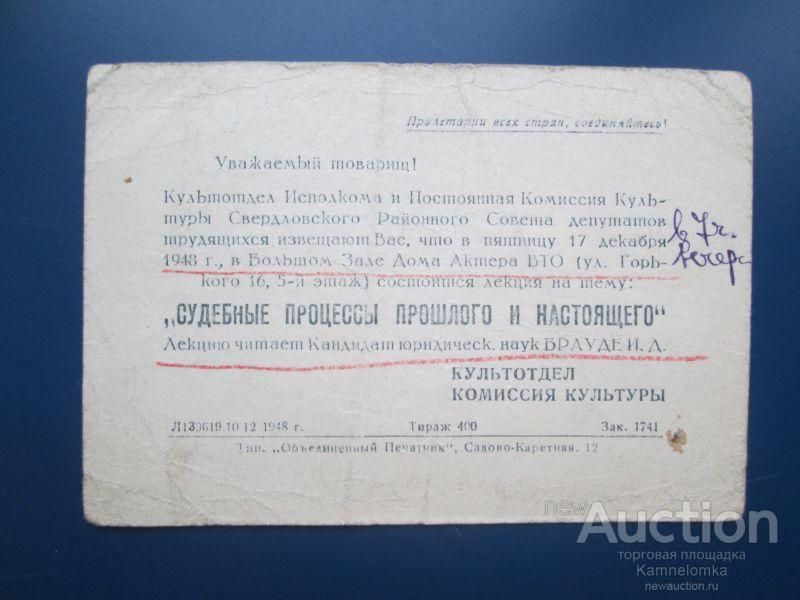 Пролетарии всех стран, соединяйтесь!
Уважаемый товарищ!
Культотдел Исполкома и Постоянная Комиссия Куль-
туры Свердловского Районного Совета депутатов
трудящихся извещают Вас, что в пятницу 17 декабря
в 7 ч.
вечера
1948 г., в Большом Зале Дома Актера ВТО (ул. Горь-
кого 16, 5-й этаж) состоится лекция на тему:
„СУДЕБНЫЕ ПРОЦЕССЫ ПРОШЛОГО И НАСТОЯЩЕГО“
Лекцию читает Кандидат юридическ. наук БРАУДЕ И. Д.
КУЛЬТОТДЕЛ
КОМИССИЯ КУЛЬТУРЫ
Л139619. 10 12 1948 г. Тираж 400 Зак. 1741
Тип. „Объединенный Печатник“, Садово-Каретная, 12
new Auction
торговая площадка
Kamnelomka
newauction.ru